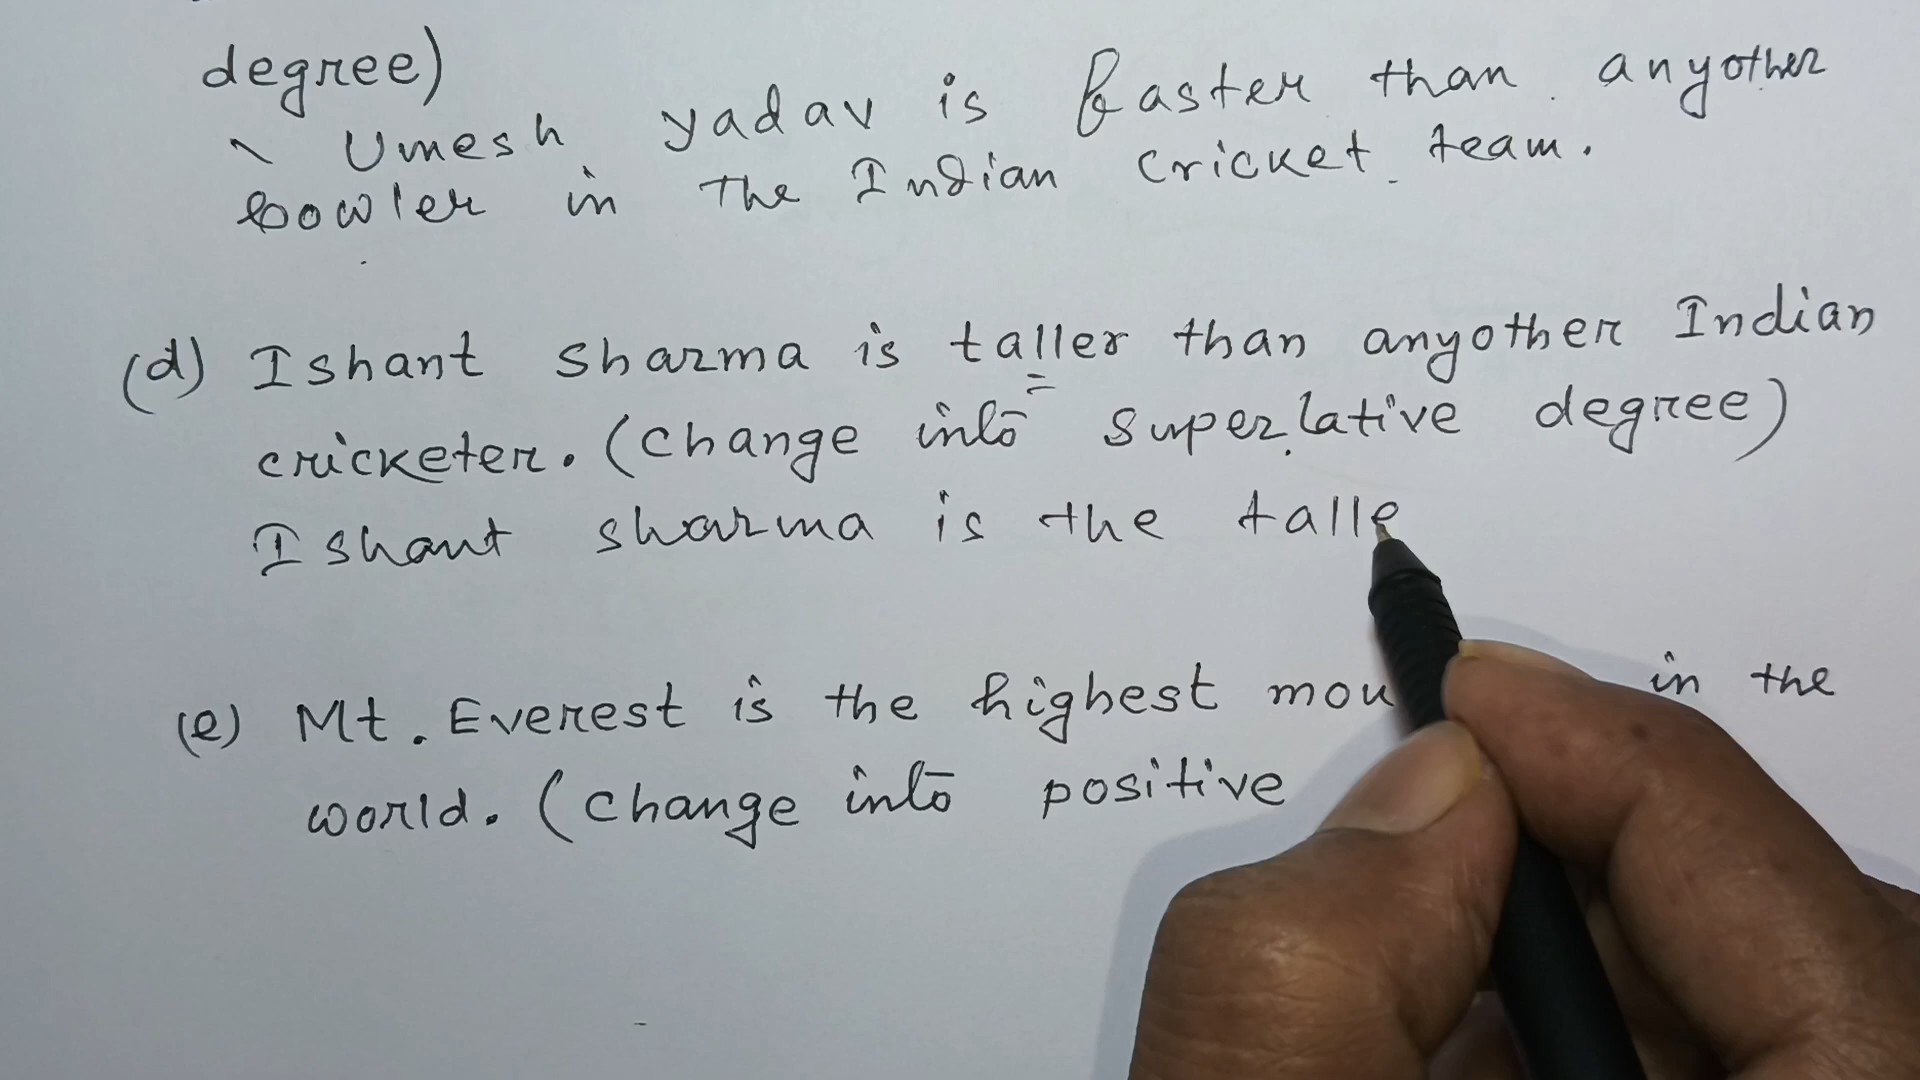 degree)
Umesh yadav is faster than anyother
bowler in the Indian cricket team.
(d) Ishant sharma is taller than anyother Indian
cricketer. (change into superlative degree)
Ishant sharma is the talle
(e) Mt. Everest is the highest mou in the
world. (change into positive